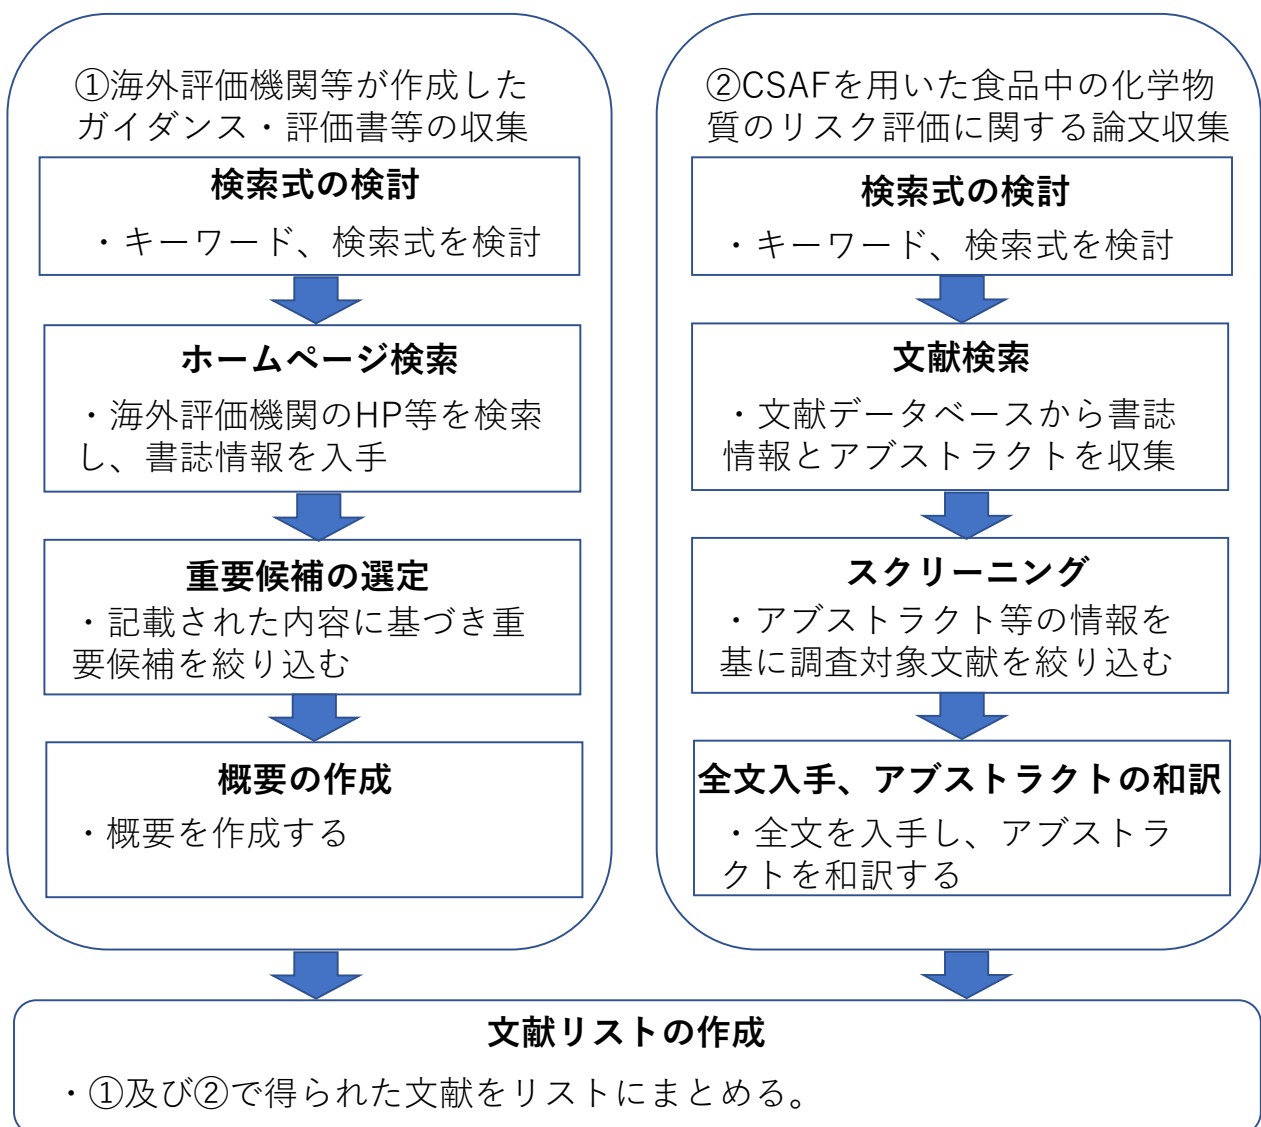 ①海外評価機関等が作成した
ガイダンス・評価書等の収集
検索式の検討
・キーワード、検索式を検討
ホームページ検索
・海外評価機関のHP等を検索
し、書誌情報を入手
重要候補の選定
・記載された内容に基づき重
要候補を絞り込む
概要の作成
・概要を作成する
②CSAFを用いた食品中の化学物
質のリスク評価に関する論文収集
検索式の検討
・キーワード、検索式を検討
文献検索
・文献データベースから書誌
情報とアブストラクトを収集
スクリーニング
・アブストラクト等の情報を
基に調査対象文献を絞り込む
全文入手、アブストラクトの和訳
・全文を入手し、アブストラ
クトを和訳する
文献リストの作成
・①及び②で得られた文献をリストにまとめる。